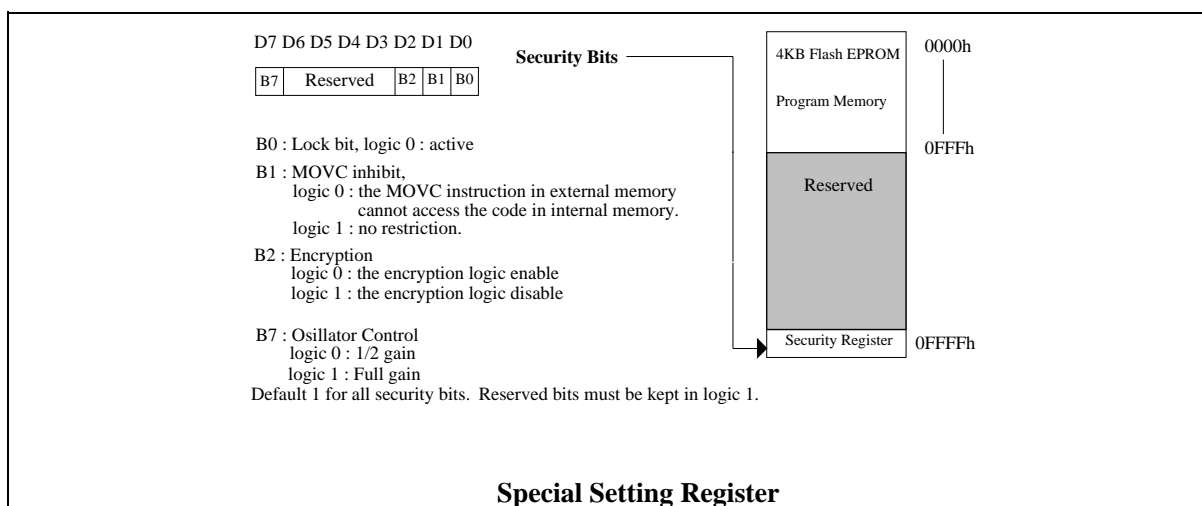 D7 D6 D5 D4 D3 D2 D1 D0
B7 Reserved B2 B1 B0
Security Bits
4KB Flash EPROM
Program Memory
0000h
0FFFh
Reserved
Security Register
0FFFFh
B0 : Lock bit, logic 0 : active
B1 : MOVC inhibit,
logic 0 : the MOVC instruction in external memory
cannot access the code in internal memory.
logic 1 : no restriction.
B2 : Encryption
logic 0 : the encryption logic enable
logic 1 : the encryption logic disable
B7 : Osillator Control
logic 0 : 1/2 gain
logic 1 : Full gain
Default 1 for all security bits. Reserved bits must be kept in logic 1.
Special Setting Register